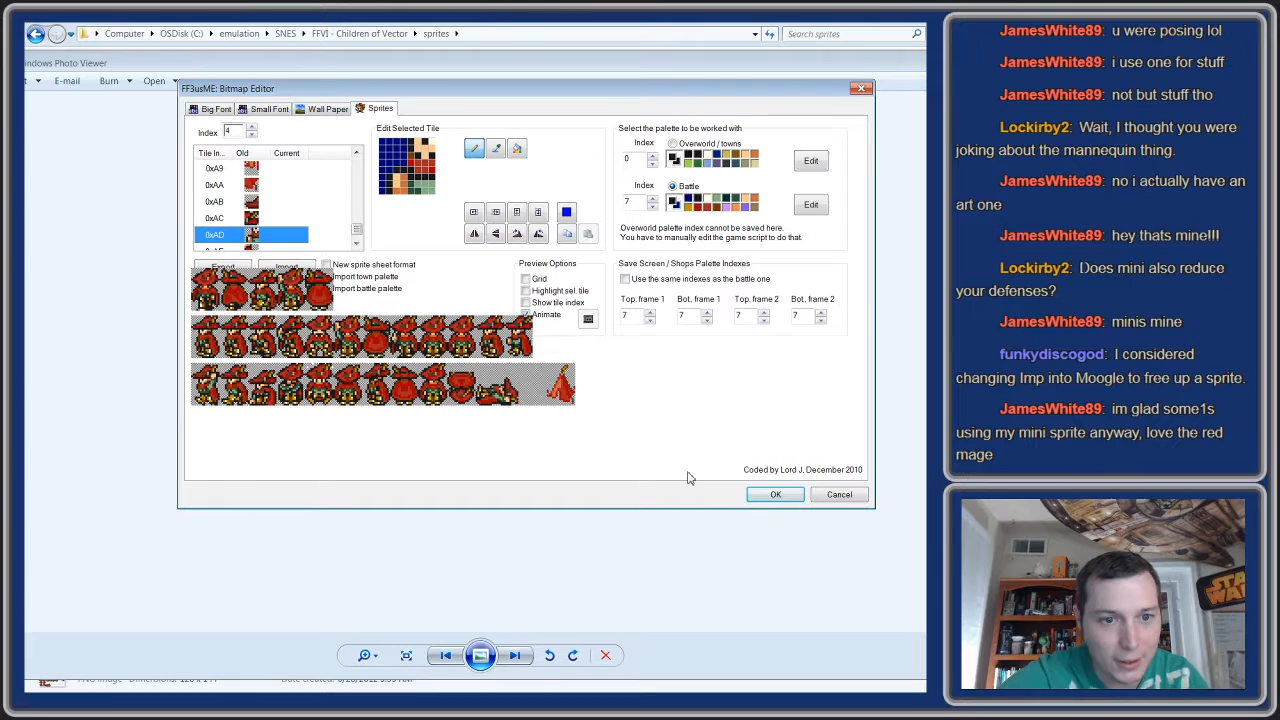 Computer ▸ OSDisk (C:) ▸ emulation ▸ SNES ▸ FFVI - Children of Vector ▸ sprites ▸
Search sprites
indows Photo Viewer
E-mail Burn Open
FF3usME: Bitmap Editor
Big Font Small Font Wall Paper Sprites
Index 4
Edit Selected Tile
Select the palette to be worked with
Tile In... Old Current
0xA9
0xAA
0xAB
0xAC
0xAD
Index Overworld / towns
0
Edit
Index Battle
7
Edit
Overworld palette index cannot be saved here.
You have to manually edit the game script to do that.
Export Import
New sprite sheet format
Import town palette
Import battle palette
Preview Options
Grid
Highlight sel. tile
Show tile index
Animate
Save Screen / Shops Palette Indexes
Use the same indexes as the battle one
Top, frame 1 Bot, frame 1 Top, frame 2 Bot, frame 2
7 7 7 7
Coded by Lord J. December 2010
OK Cancel
JamesWhite89: u were posing lol
JamesWhite89: i use one for stuff
JamesWhite89: not but stuff tho
Lockirby2: Wait, I thought you were
joking about the mannequin thing.
JamesWhite89: no i actually have an
art one
JamesWhite89: hey thats mine!!!
Lockirby2: Does mini also reduce
your defenses?
JamesWhite89: minis mine
funkydiscogod: I considered
changing Imp into Moogle to free up a sprite.
JamesWhite89: im glad some1s
using my mini sprite anyway, love the red
mage
STAR